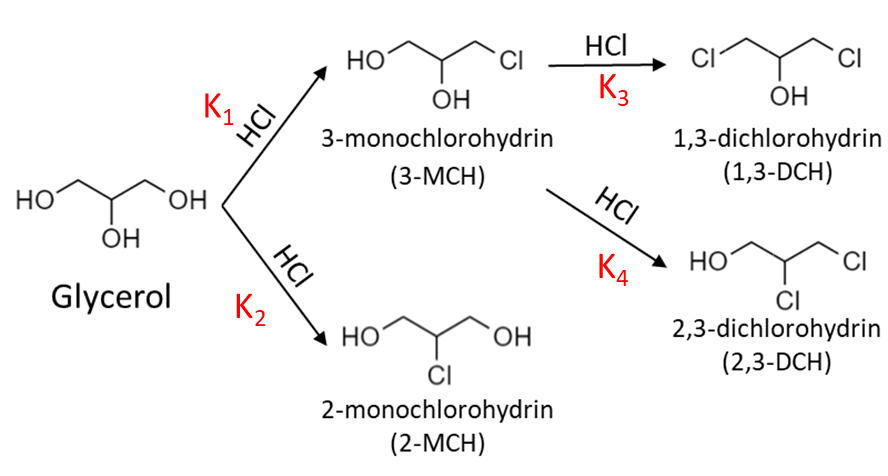 HO
Cl
OH
3-monochlorohydrin
(3-MCH)
HCl
K3
Cl
Cl
OH
1,3-dichlorohydrin
(1,3-DCH)
K1
HCl
HO
OH
OH
Glycerol
HCl
K2
HCl
K4
HO
Cl
Cl
2,3-dichlorohydrin
(2,3-DCH)
HO
OH
Cl
2-monochlorohydrin
(2-MCH)